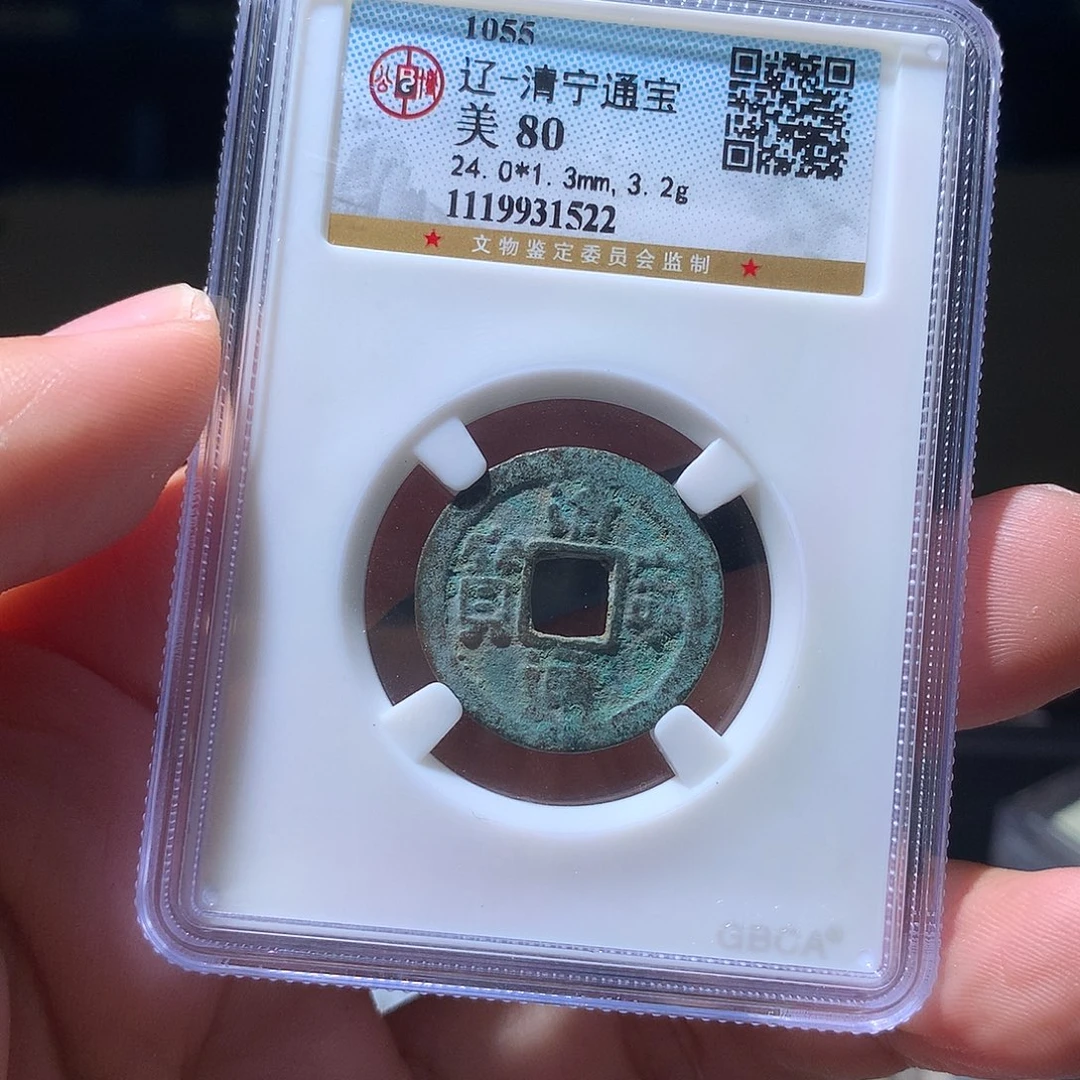 1055
辽-清宁通宝
美 80
24.0*1.3mm, 3.2g
1119931522
文物鉴定委员会监制
GBCA®